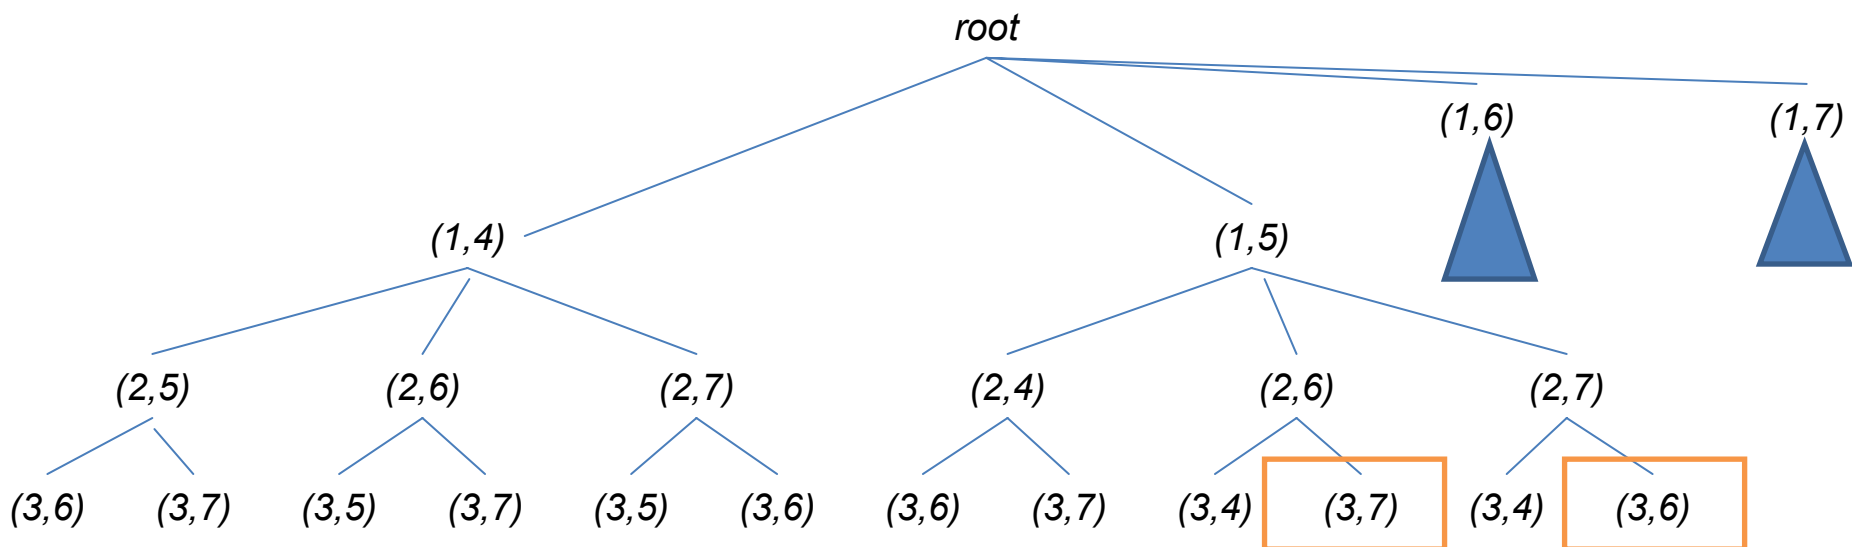 root
(1,6) (1,7)
(1,4) (1,5)
(2,5) (2,6) (2,7) (2,4) (2,6) (2,7)
(3,6) (3,7) (3,5) (3,7) (3,5) (3,6) (3,6) (3,7) (3,4) (3,7) (3,4) (3,6)